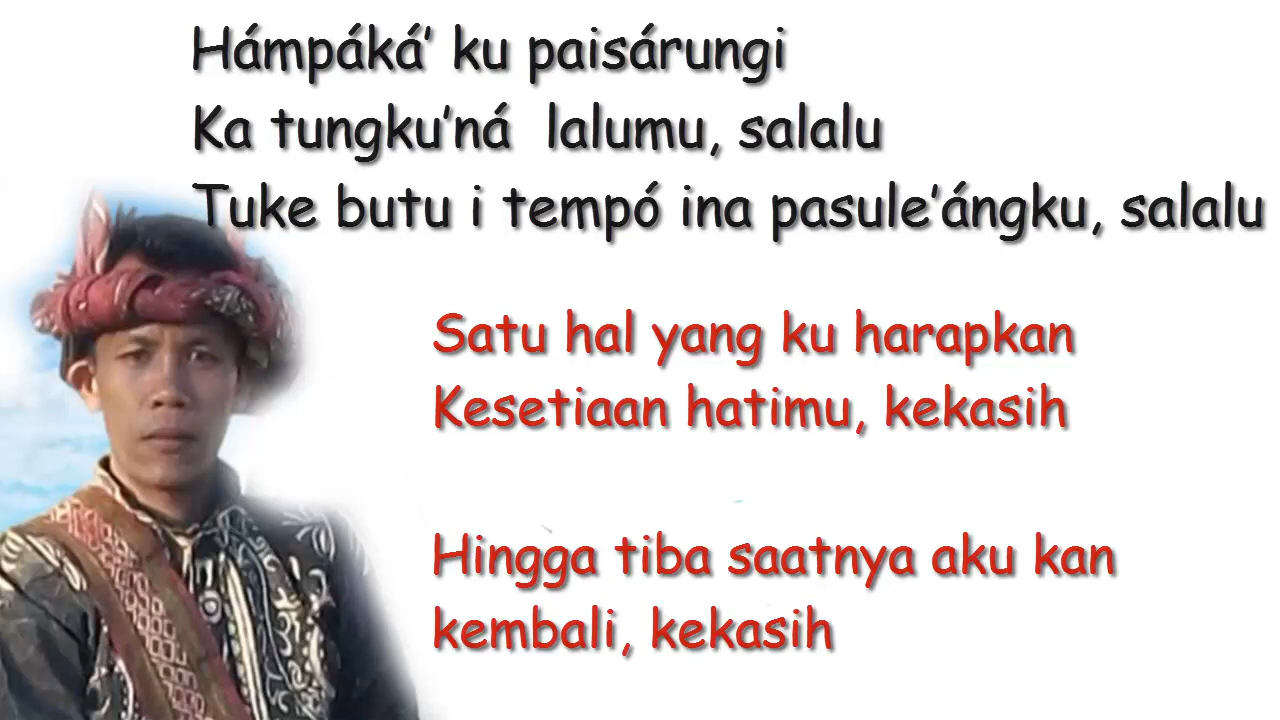 Hámpáká’ ku paisárungi
Ka tungku’ná lalumu, salalu
Tuke butu i tempó ina pasule’ángku, salalu
Satu hal yang ku harapkan
Kesetiaan hatimu, kekasih
Hingga tiba saatnya aku kan
kembali, kekasih